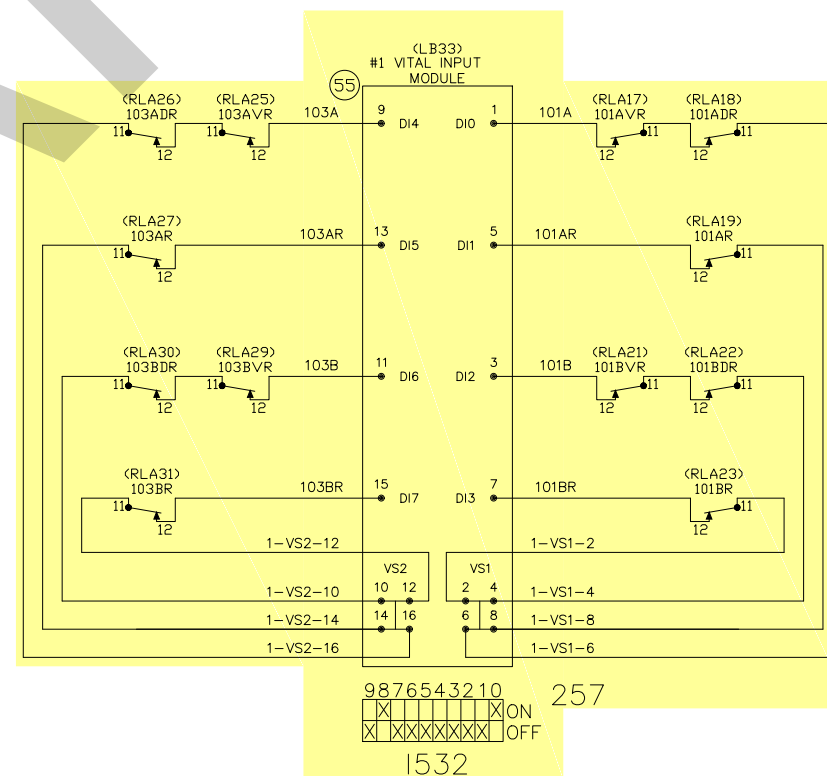 (LB33)
#1 VITAL INPUT
MODULE
55
(RLA26) (RLA25) (RLA17) (RLA18)
103ADR 103AVR 103A 9 1 101A 101AVR 101ADR
11 11 DI4 DI0 11 11
12 12 12 12
(RLA27) (RLA19)
103AR 103AR 13 5 101AR 101AR
11 DI5 DI1 11
12 12
(RLA30) (RLA29) (RLA21) (RLA22)
103BDR 103BVR 103B 11 3 101B 101BVR 101BDR
11 11 DI6 DI2 11 11
12 12 12 12
(RLA31) (RLA23)
103BR 103BR 15 7 101BR 101BR
11 DI7 DI3 11
12 12
1-VS2-12 1-VS1-2
VS2 VS1
1-VS2-10 10 12 2 4 1-VS1-4
1-VS2-14 14 16 6 8 1-VS1-8
1-VS2-16 1-VS1-6
9876543210 257
X X ON
X XXXXXXX OFF
I532